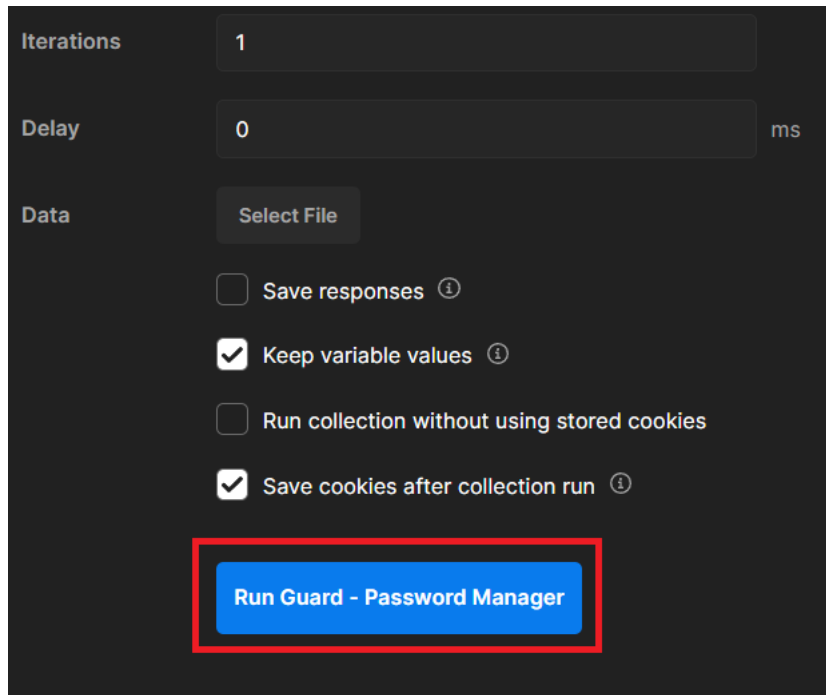 Iterations
1
Delay
0
ms
Data
Select File
Save responses
Keep variable values
Run collection without using stored cookies
Save cookies after collection run
Run Guard - Password Manager